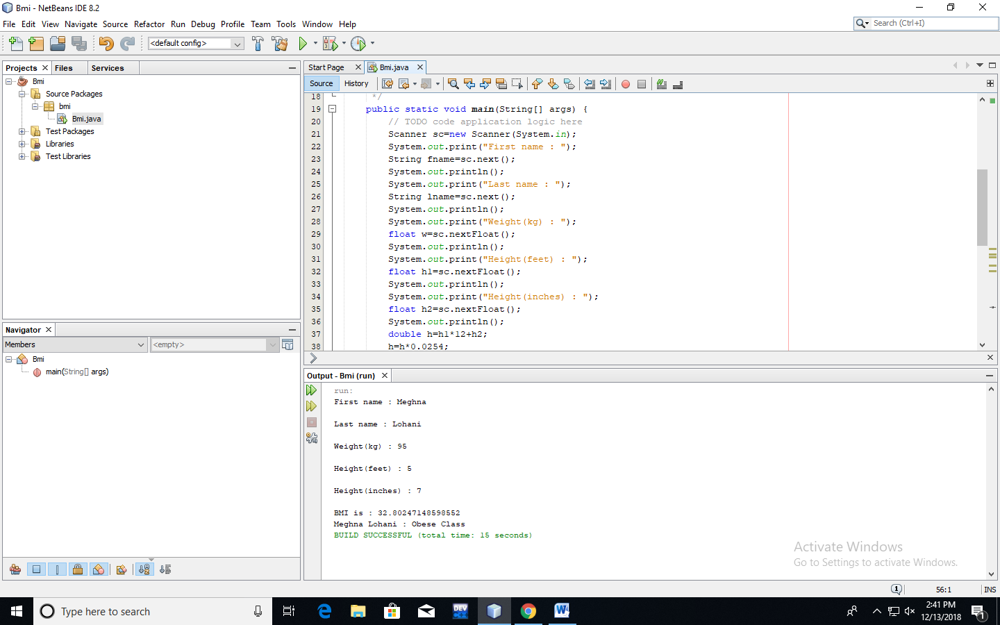 Bmi - NetBeans IDE 8.2
File Edit View Navigate Source Refactor Run Debug Profile Team Tools Window Help
Search (Ctrl+I)
<default config>
Projects Files Services
Bmi
Source Packages
bmi
Bmi.java
Test Packages
Libraries
Test Libraries
Navigator
Members
<empty>
Bmi
main(String[] args)
Start Page Bmi.java
Source History
18 */
19 public static void main(String[] args) {
20 // TODO code application logic here
21 Scanner sc=new Scanner(System.in);
22 System.out.print("First name : ");
23 String fname=sc.next();
24 System.out.println();
25 System.out.print("Last name : ");
26 String lname=sc.next();
27 System.out.println();
28 System.out.print("Weight(kg) : ");
29 float w=sc.nextFloat();
30 System.out.println();
31 System.out.print("Height(feet) : ");
32 float h1=sc.nextFloat();
33 System.out.println();
34 System.out.print("Height(inches) : ");
35 float h2=sc.nextFloat();
36 System.out.println();
37 double h=h1*12+h2;
38 h=h*0.0254;
Output - Bmi (run)
run:
First name : Meghna
Last name : Lohani
Weight(kg) : 95
Height(feet) : 5
Height(inches) : 7
BMI is : 32.80247148598552
Meghna Lohani : Obese Class
BUILD SUCCESSFUL (total time: 15 seconds)
Activate Windows
Go to Settings to activate Windows.
1
56:1 INS
Type here to search
DEV
2:41 PM
12/13/2018
1